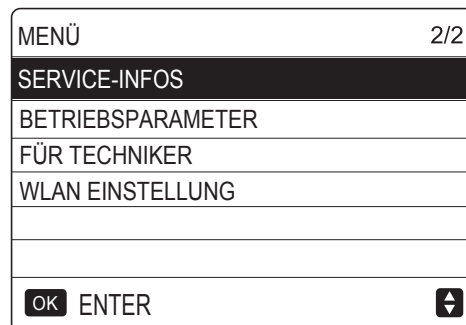 MENÜ 2/2
SERVICE-INFOS
BETRIEBSPARAMETER
FÜR TECHNIKER
WLAN EINSTELLUNG
OK ENTER